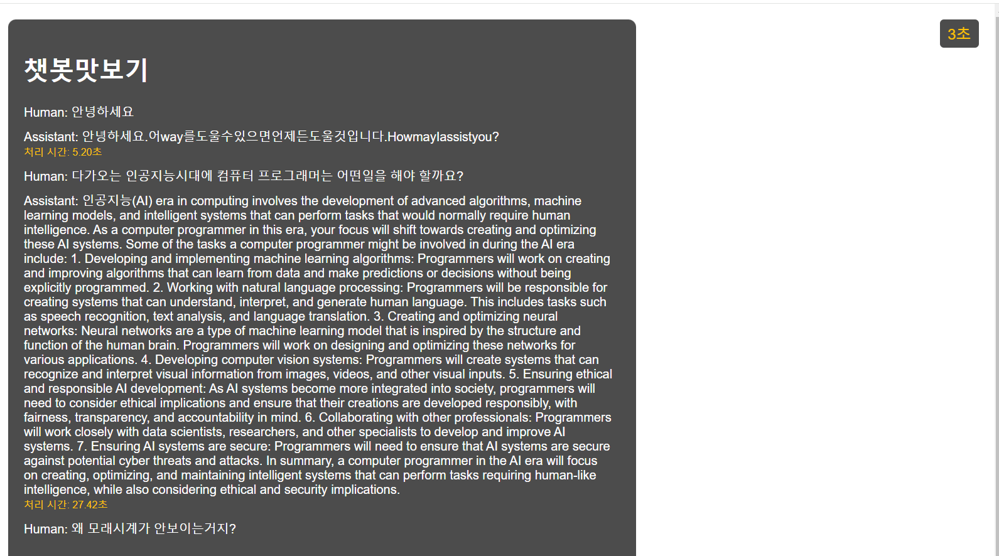 3초
챗봇맛보기
Human: 안녕하세요
Assistant: 안녕하세요.어way를도울수있으면언제든도울것입니다.HowmayIassistyou?
처리 시간: 5.20초
Human: 다가오는 인공지능시대에 컴퓨터 프로그래머는 어떤일을 해야 할까요?
Assistant: 인공지능(AI) era in computing involves the development of advanced algorithms, machine
learning models, and intelligent systems that can perform tasks that would normally require human
intelligence. As a computer programmer in this era, your focus will shift towards creating and optimizing
these AI systems. Some of the tasks a computer programmer might be involved in during the AI era
include: 1. Developing and implementing machine learning algorithms: Programmers will work on creating
and improving algorithms that can learn from data and make predictions or decisions without being
explicitly programmed. 2. Working with natural language processing: Programmers will be responsible for
creating systems that can understand, interpret, and generate human language. This includes tasks such
as speech recognition, text analysis, and language translation. 3. Creating and optimizing neural
networks: Neural networks are a type of machine learning model that is inspired by the structure and
function of the human brain. Programmers will work on designing and optimizing these networks for
various applications. 4. Developing computer vision systems: Programmers will create systems that can
recognize and interpret visual information from images, videos, and other visual inputs. 5. Ensuring ethical
and responsible AI development: As AI systems become more integrated into society, programmers will
need to consider ethical implications and ensure that their creations are developed responsibly, with
fairness, transparency, and accountability in mind. 6. Collaborating with other professionals: Programmers
will work closely with data scientists, researchers, and other specialists to develop and improve AI
systems. 7. Ensuring AI systems are secure: Programmers will need to ensure that AI systems are secure
against potential cyber threats and attacks. In summary, a computer programmer in the AI era will focus
on creating, optimizing, and maintaining intelligent systems that can perform tasks requiring human-like
intelligence, while also considering ethical and security implications.
처리 시간: 27.42초
Human: 왜 모래시계가 안보이는거지?